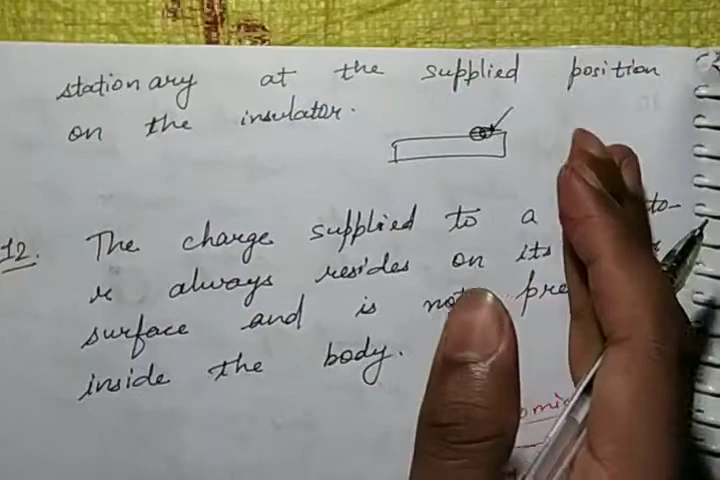 stationary at the supplied position
on the insulator.
12. The charge supplied to a
r always resides on its
surface and is not
inside the body.